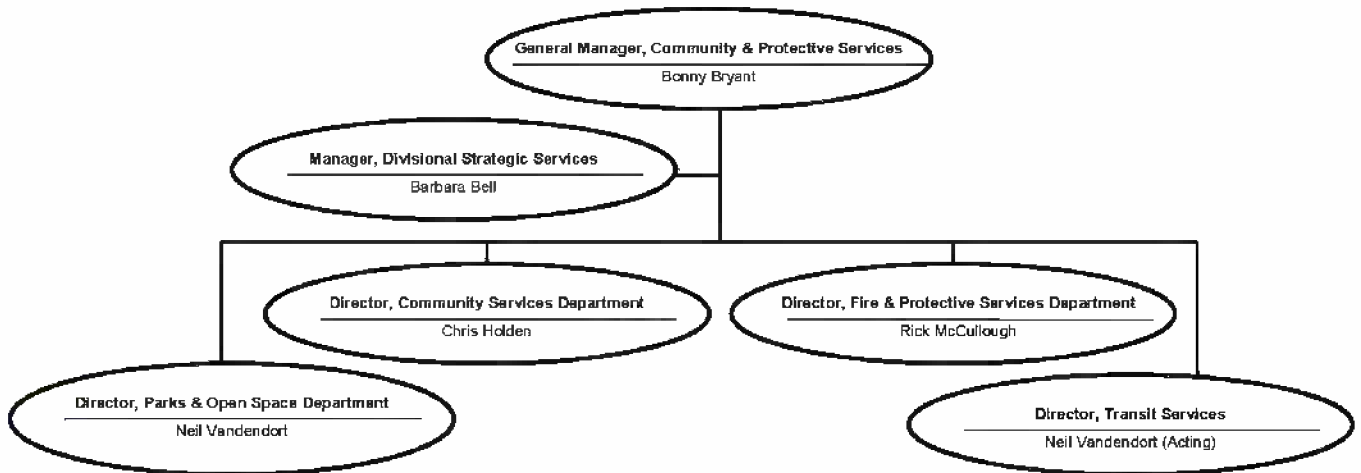 General Manager, Community & Protective Services
Bonny Bryant
Manager, Divisional Strategic Services
Barbara Bell
Director, Community Services Department
Chris Holden
Director, Fire & Protective Services Department
Rick McCullough
Director, Parks & Open Space Department
Neil Vandendort
Director, Transit Services
Neil Vandendort (Acting)